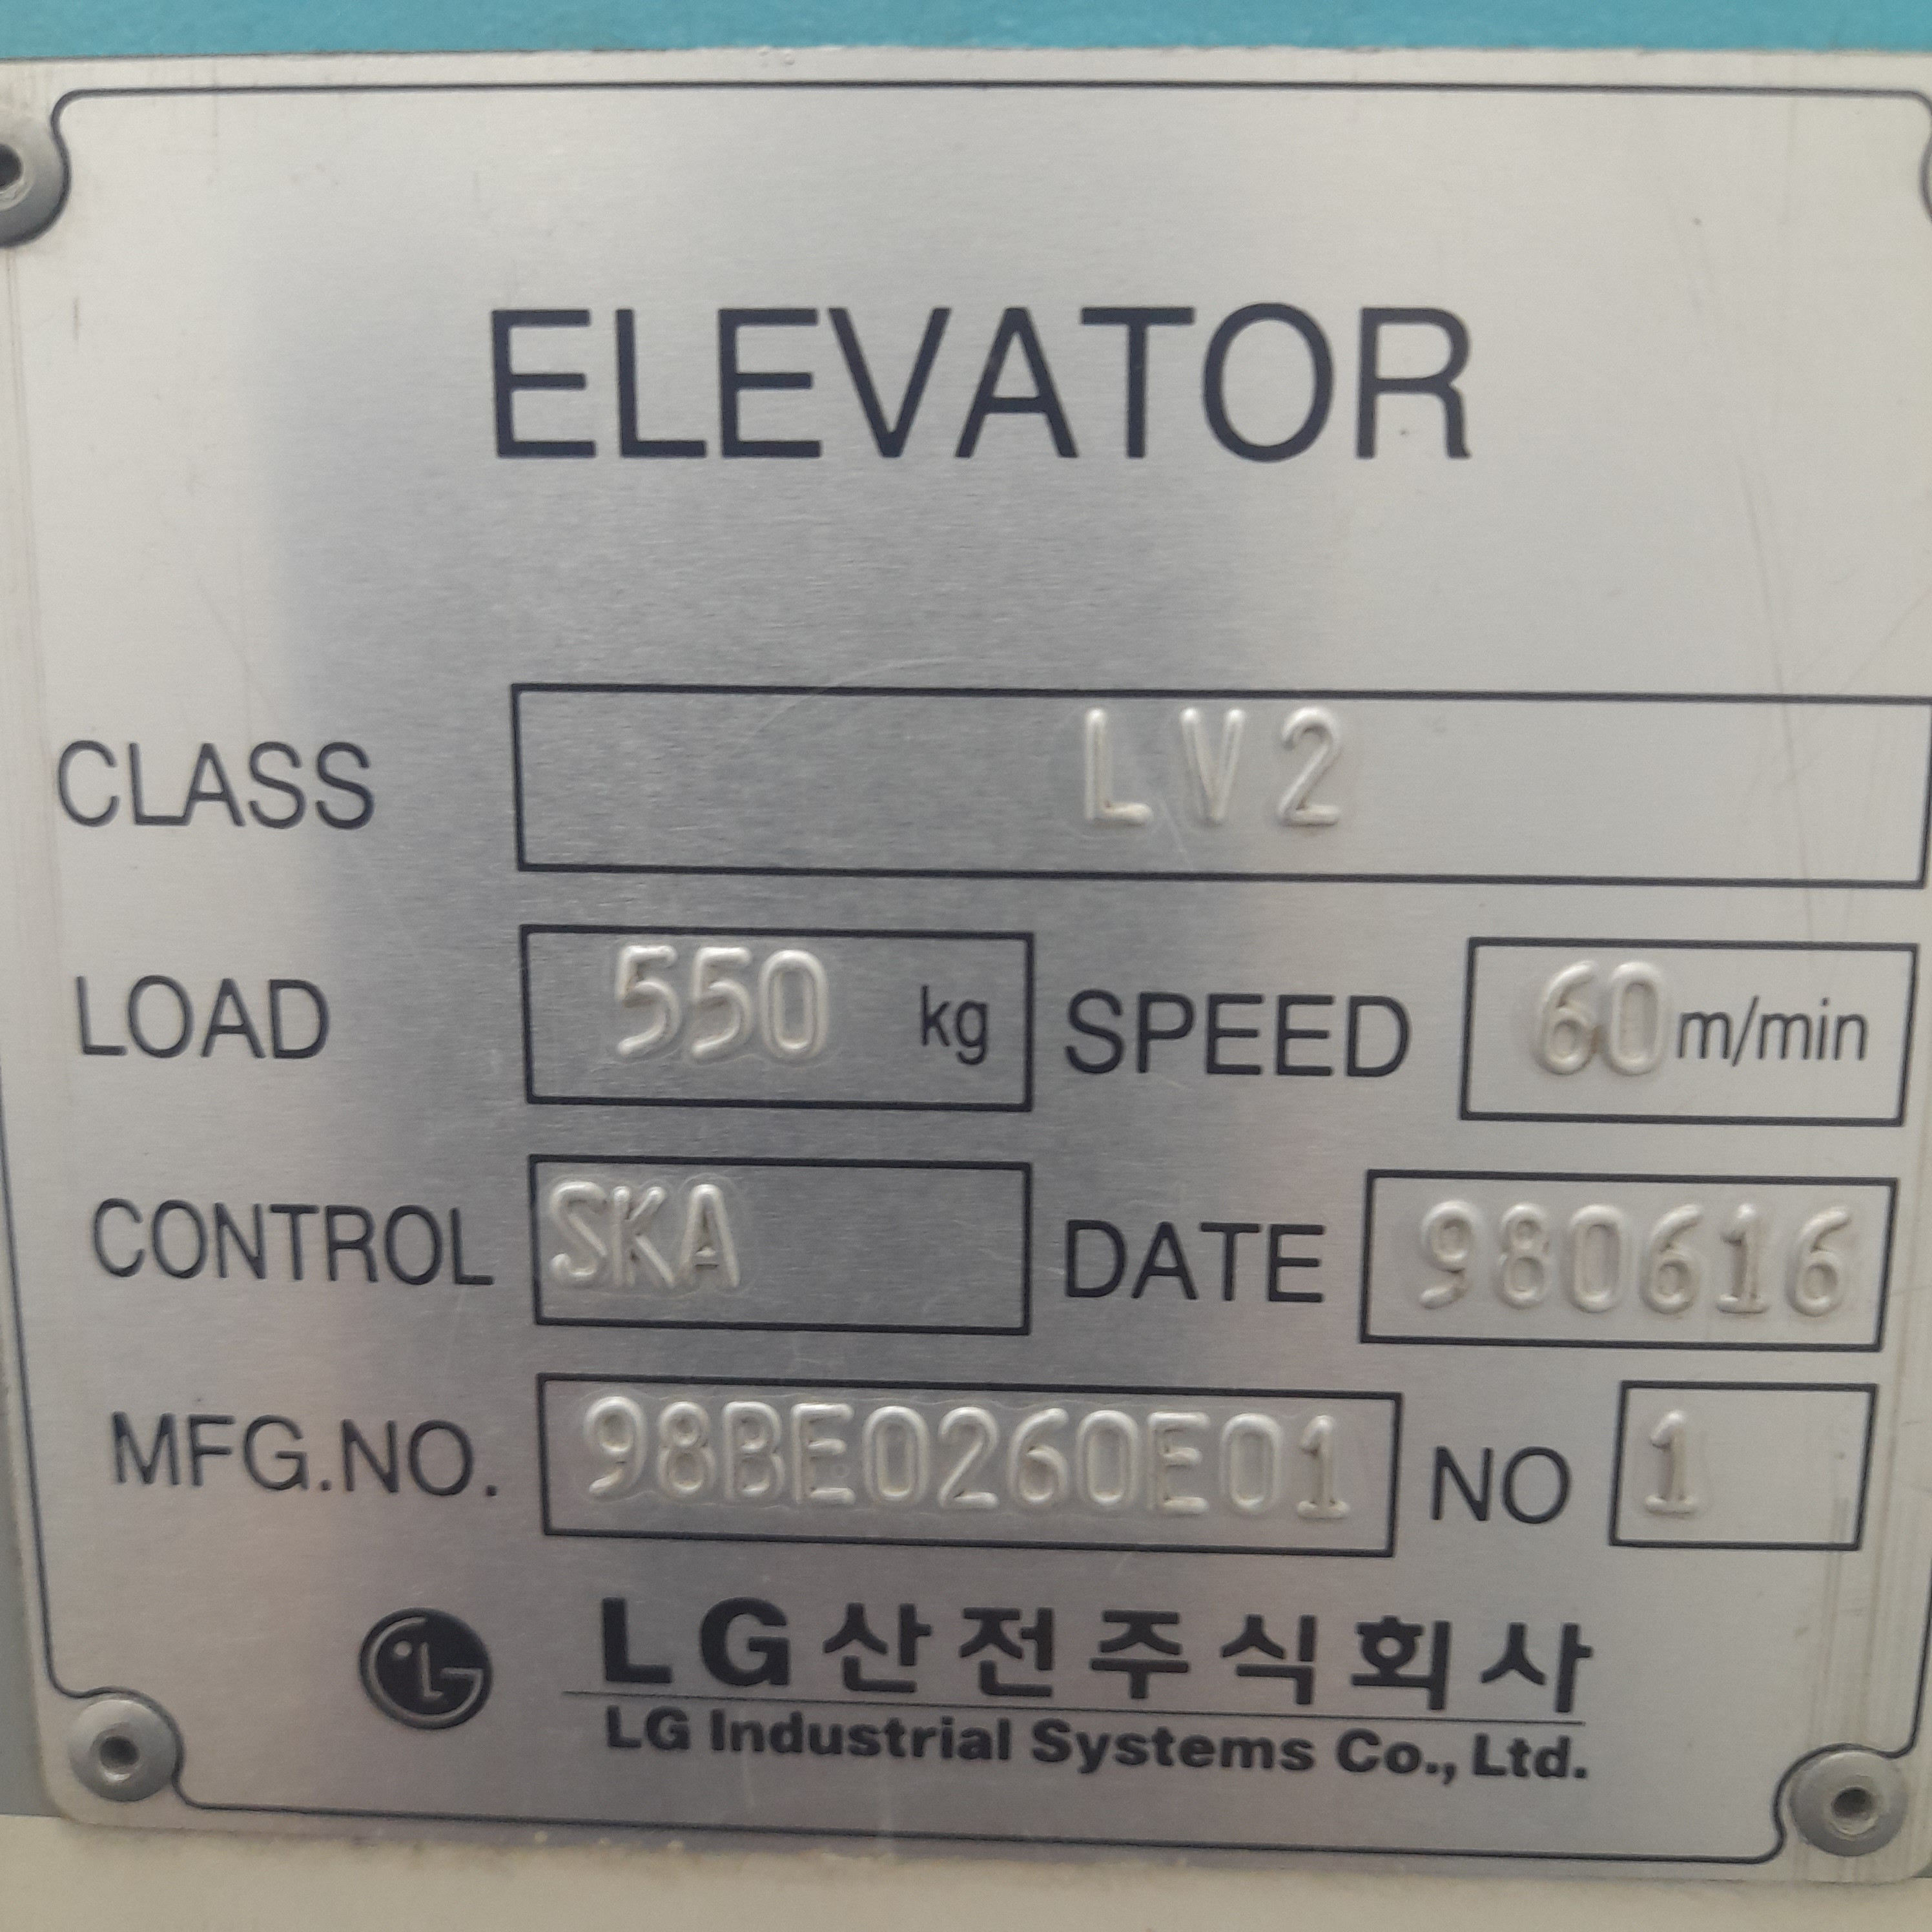 ELEVATOR
CLASS LV2
LOAD 550 kg SPEED 60 m/min
CONTROL SKA DATE 980616
MFG.NO. 98BE0260E01 NO 1
LG산전주식회사
LG Industrial Systems Co., Ltd.